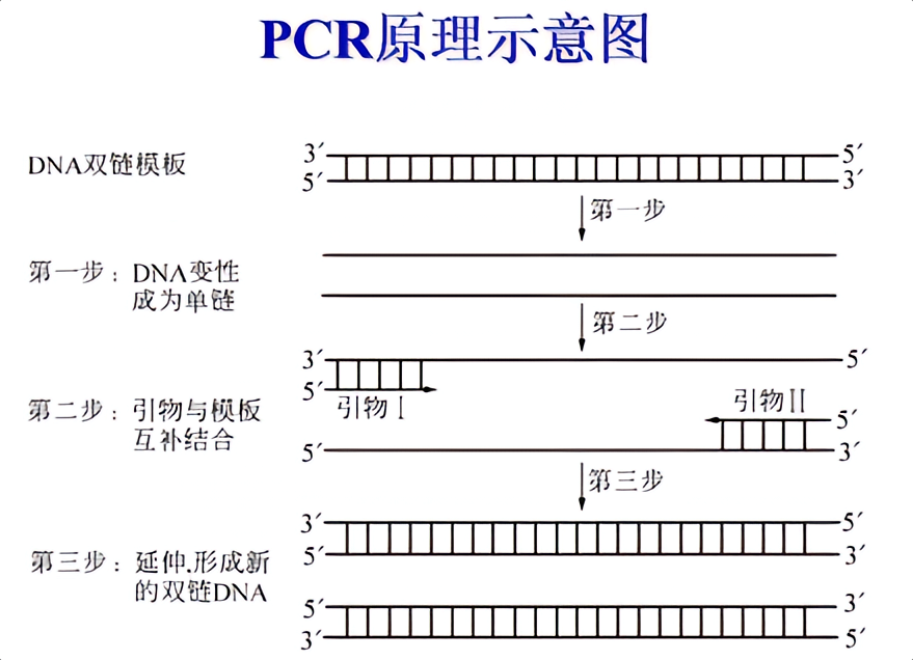 PCR原理示意图
DNA双链模板
3′ 5′
5′ 3′
第一步
第一步：DNA变性
成为单链
第二步
3′ 5′
5′
引物Ⅰ
引物Ⅱ
5′
第二步：引物与模板
互补结合
5′ 3′
第三步
3′ 5′
5′ 3′
第三步：延伸.形成新
的双链DNA
5′ 3′
3′ 5′